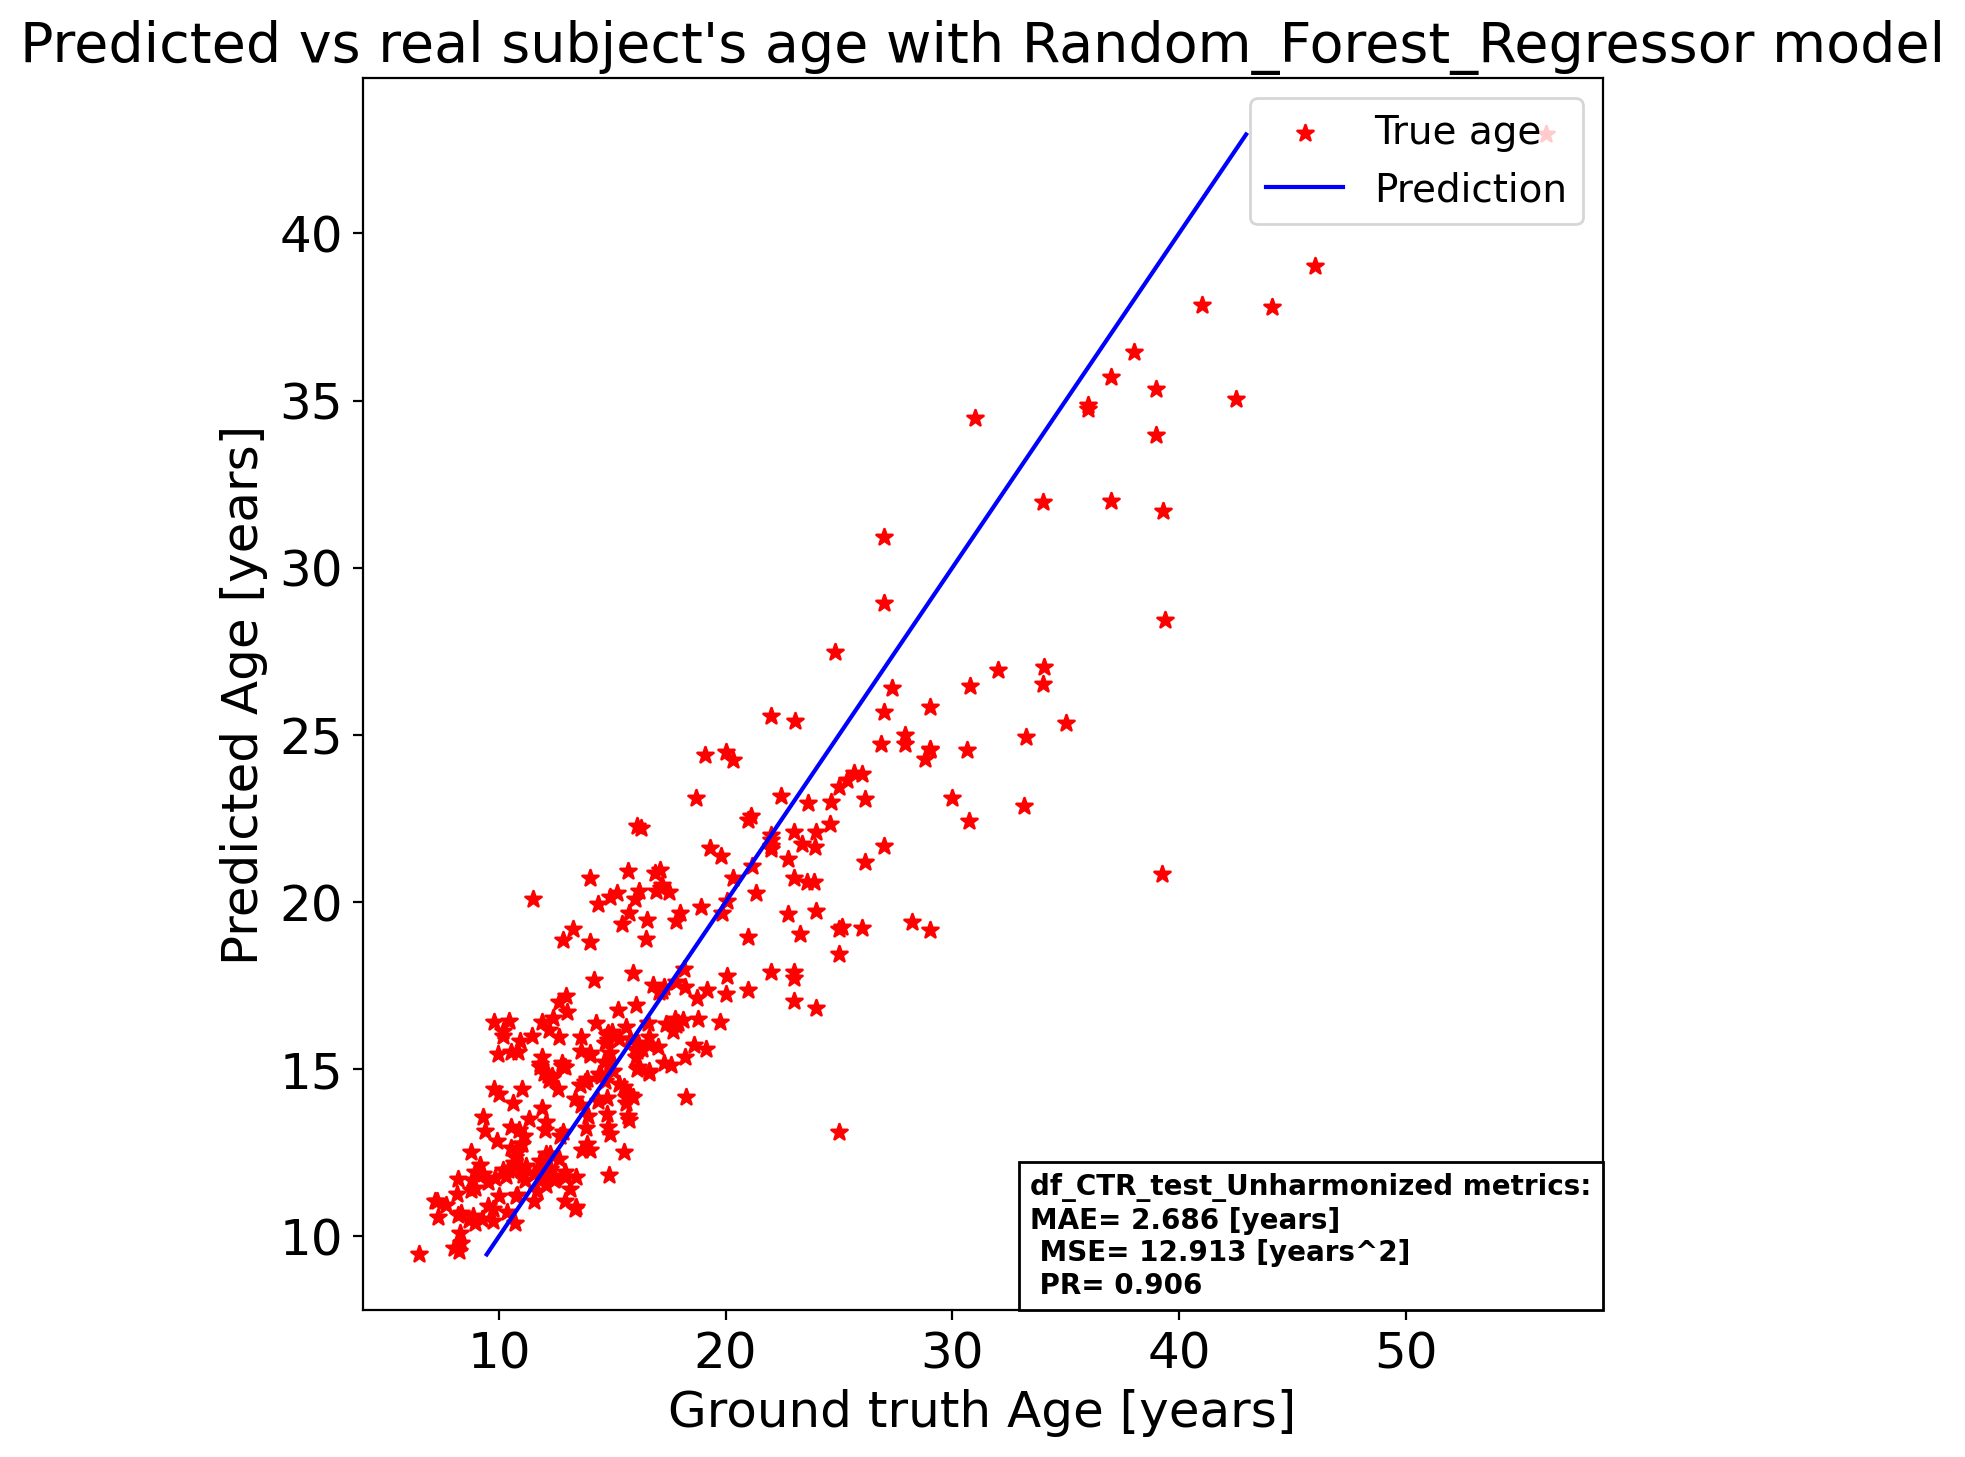 Predicted vs real subject's age with Random_Forest_Regressor model
True age
Prediction
40
35
30
25
20
15
10
Predicted Age [years]
df_CTR_test_Unharmonized metrics:
MAE= 2.686 [years]
MSE= 12.913 [years^2]
PR= 0.906
10 20 30 40 50
Ground truth Age [years]